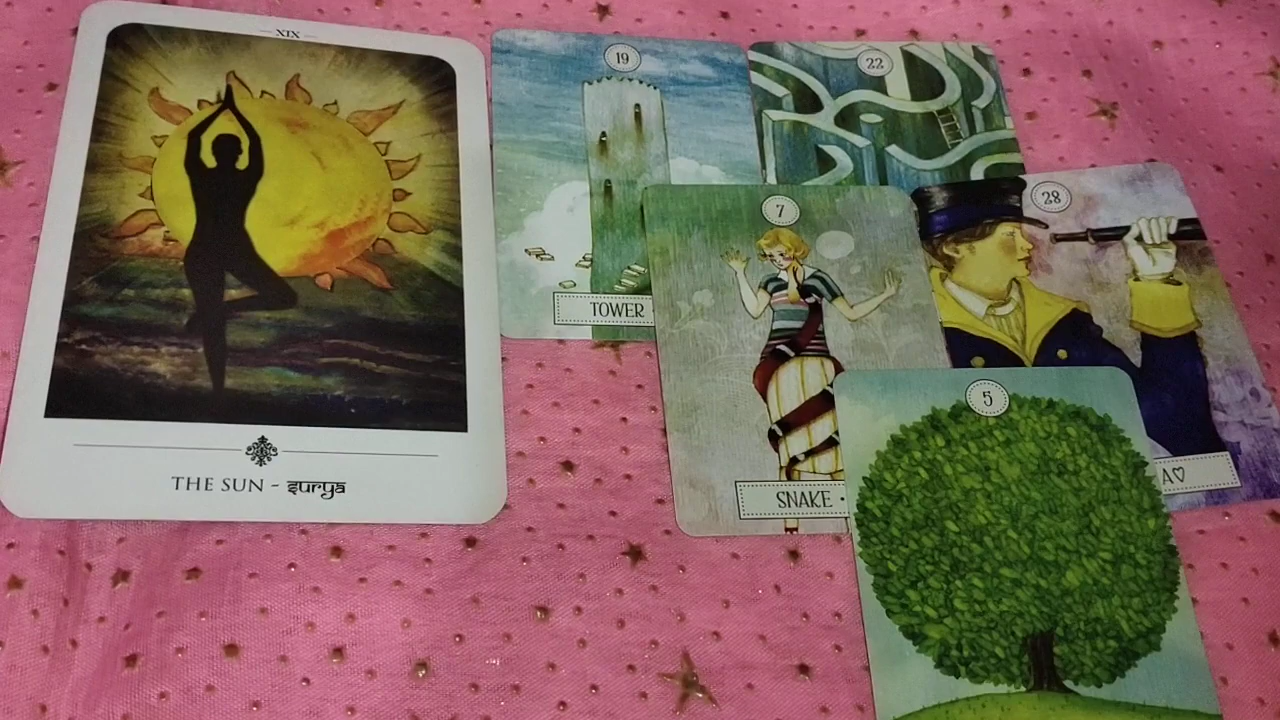 XIX
THE SUN - surya
19
TOWER
22
7
SNAKE •
28
A♡
5